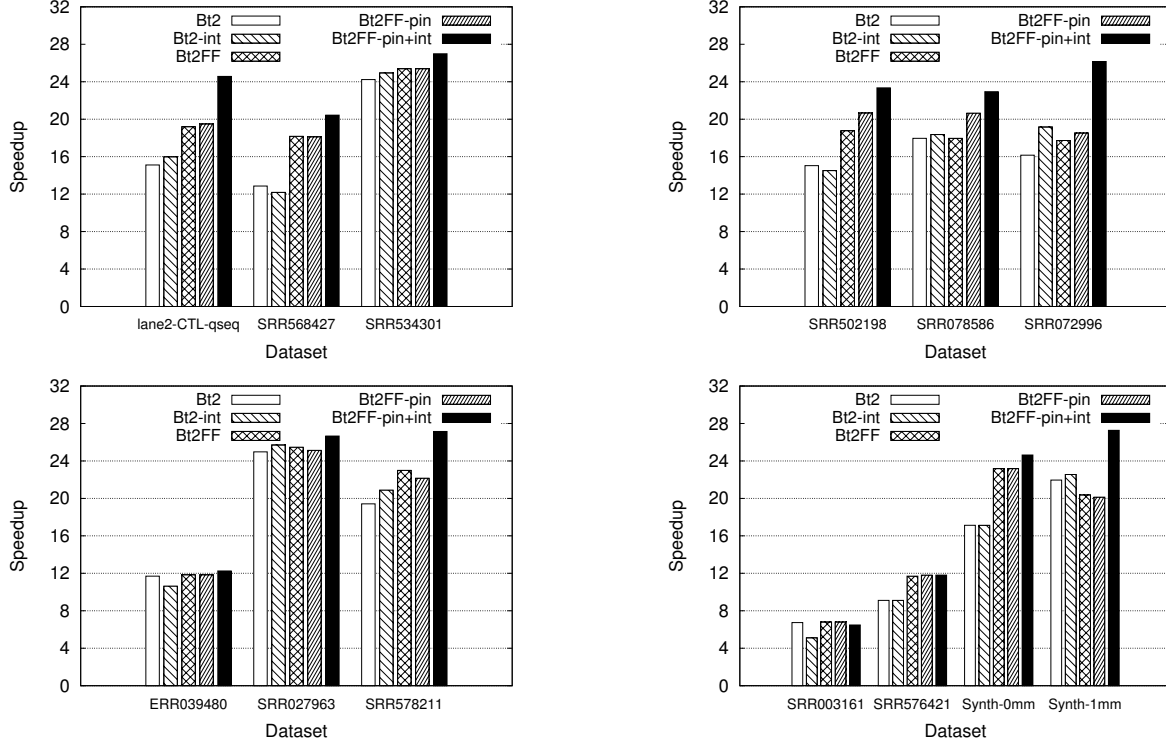 32
28
24
20
16
12
8
4
0
Speedup
Bt2
Bt2-int
Bt2FF
Bt2FF-pin
Bt2FF-pin+int
lane2-CTL-qseq SRR568427 SRR534301
Dataset
32
28
24
20
16
12
8
4
0
Speedup
Bt2
Bt2-int
Bt2FF
Bt2FF-pin
Bt2FF-pin+int
SRR502198 SRR078586 SRR072996
Dataset
32
28
24
20
16
12
8
4
0
Speedup
Bt2
Bt2-int
Bt2FF
Bt2FF-pin
Bt2FF-pin+int
ERR039480 SRR027963 SRR578211
Dataset
32
28
24
20
16
12
8
4
0
Speedup
Bt2
Bt2-int
Bt2FF
Bt2FF-pin
Bt2FF-pin+int
SRR003161 SRR576421 Synth-0mm Synth-1mm
Dataset